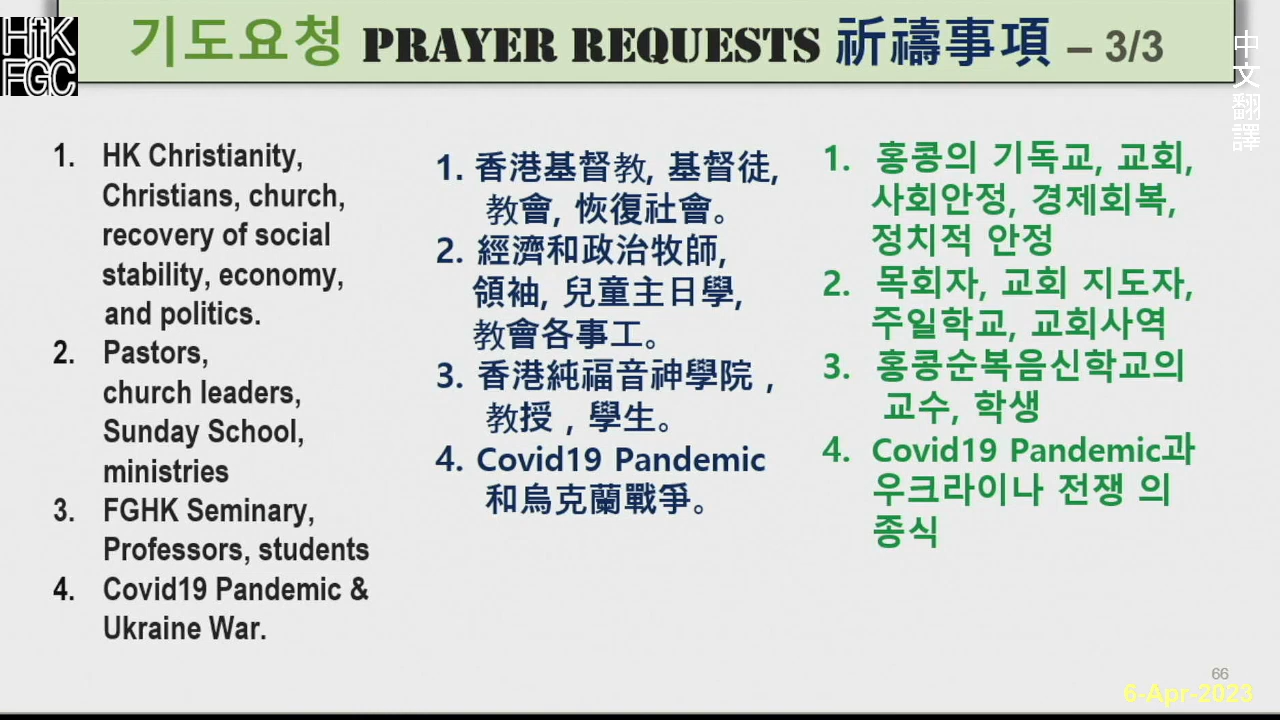 기도요청 PRAYER REQUESTS 祈禱事項 – 3/3
HfK
FGC
中文翻譯
1. HK Christianity,
Christians, church,
recovery of social
stability, economy,
and politics.
2. Pastors,
church leaders,
Sunday School,
ministries
3. FGHK Seminary,
Professors, students
4. Covid19 Pandemic &
Ukraine War.
1. 香港基督教, 基督徒,
教會, 恢復社會。
2. 經濟和政治牧師,
領袖, 兒童主日學,
教會各事工。
3. 香港純福音神學院 ,
教授 , 學生。
4. Covid19 Pandemic
和烏克蘭戰爭。
1. 홍콩의 기독교, 교회,
사회안정, 경제회복,
정치적 안정
2. 목회자, 교회 지도자,
주일학교, 교회사역
3. 홍콩순복음신학교의
교수, 학생
4. Covid19 Pandemic과
우크라이나 전쟁 의
종식
66
6-Apr-2023